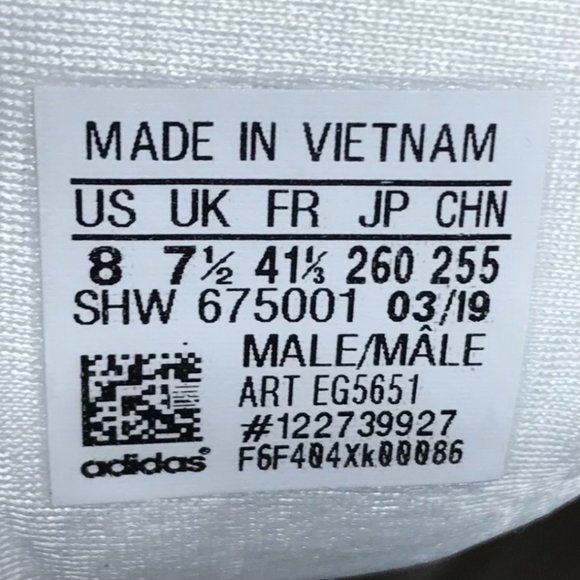 MADE IN VIETNAM
US UK FR JP CHN
8 7½ 41⅓ 260 255
SHW 675001 03/19
MALE/MÂLE
ART EG5651
#122739927
adidas® F6F404Xk00086